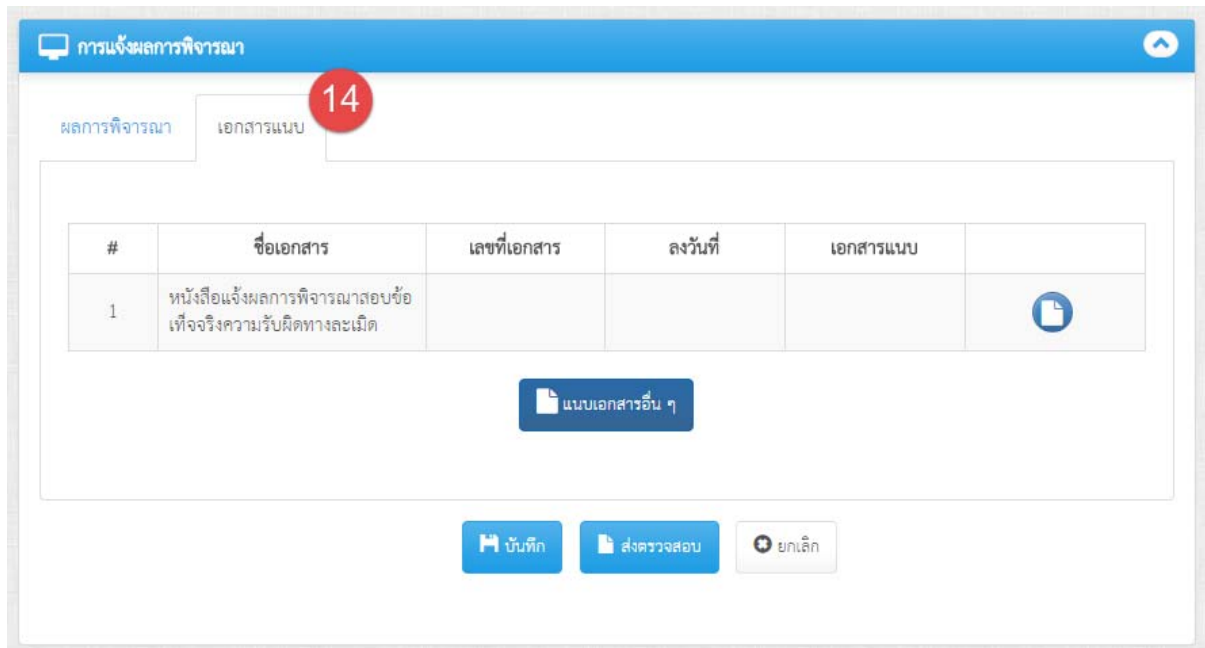 การแจ้งผลการพิจารณา
14
ผลการพิจารณา เอกสารแนบ
# ชื่อเอกสาร เลขที่เอกสาร ลงวันที่ เอกสารแนบ
1 หนังสือแจ้งผลการพิจารณาสอบข้อ
เท็จจริงความรับผิดทางละเมิด
แนบเอกสารอื่น ๆ
บันทึก ส่งตรวจสอบ ยกเลิก